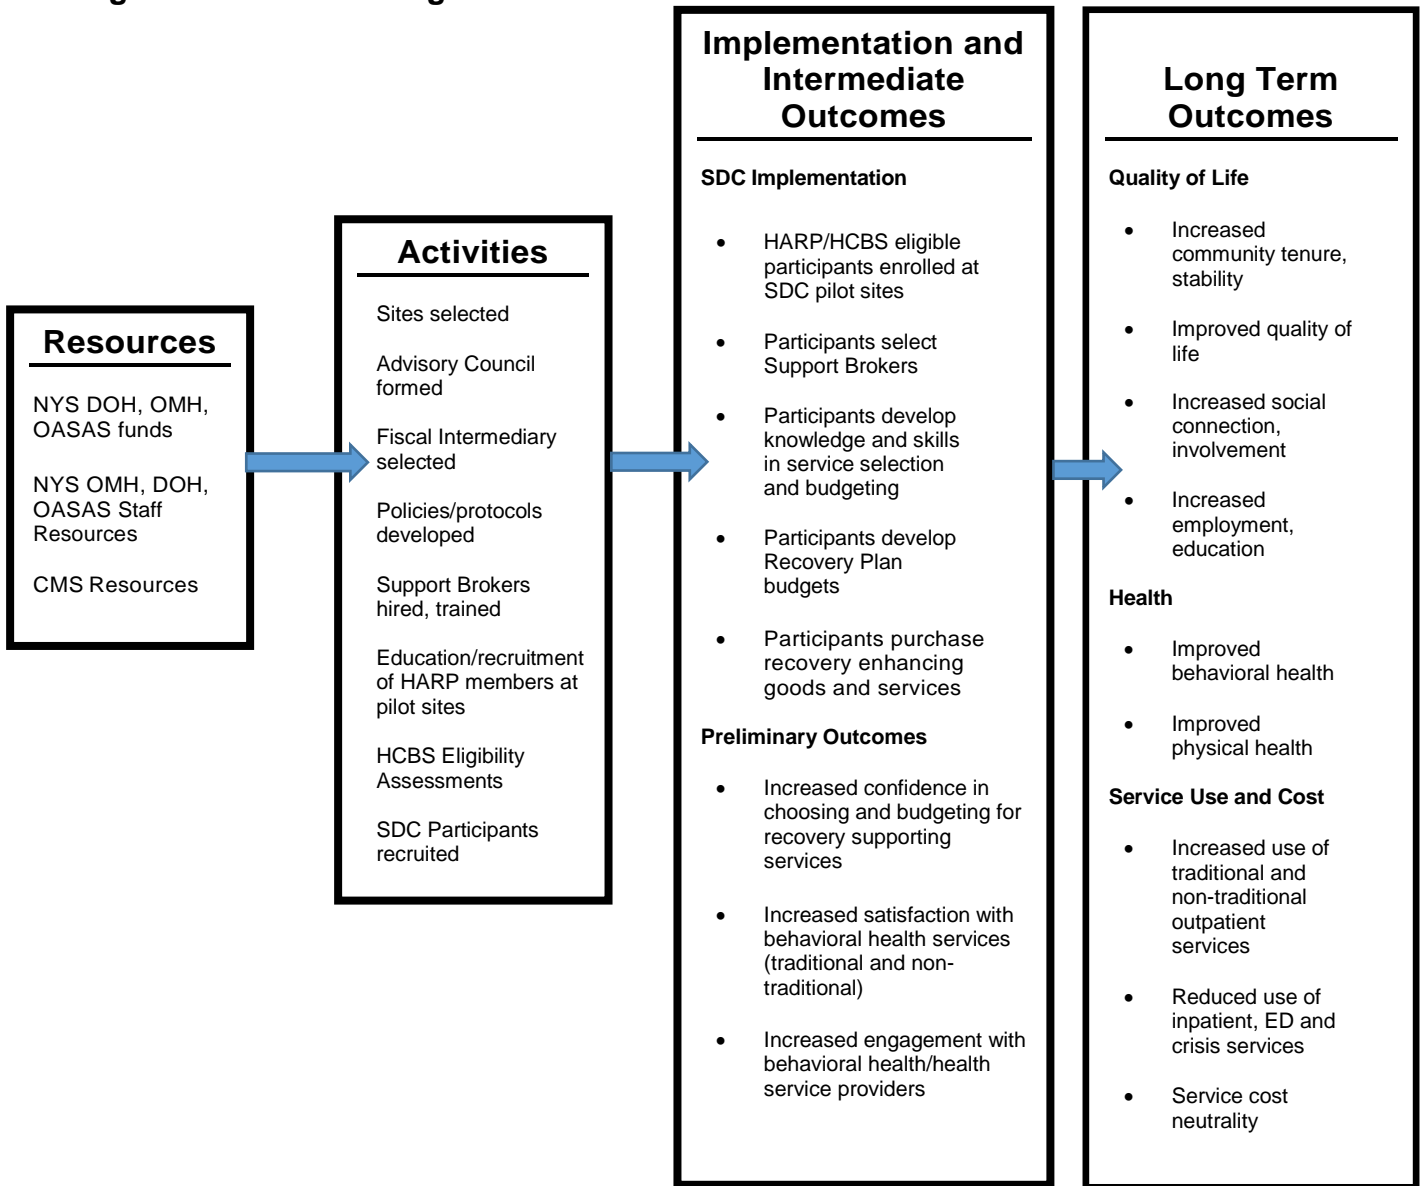 Resources
NYS DOH, OMH,
OASAS funds
NYS OMH, DOH,
OASAS Staff
Resources
CMS Resources
Activities
Sites selected
Advisory Council
formed
Fiscal Intermediary
selected
Policies/protocols
developed
Support Brokers
hired, trained
Education/recruitment
of HARP members at
pilot sites
HCBS Eligibility
Assessments
SDC Participants
recruited
Implementation and
Intermediate
Outcomes
SDC Implementation
• HARP/HCBS eligible
participants enrolled at
SDC pilot sites
• Participants select
Support Brokers
• Participants develop
knowledge and skills
in service selection
and budgeting
• Participants develop
Recovery Plan
budgets
• Participants purchase
recovery enhancing
goods and services
Preliminary Outcomes
• Increased confidence in
choosing and budgeting for
recovery supporting
services
• Increased satisfaction with
behavioral health services
(traditional and non-
traditional)
• Increased engagement with
behavioral health/health
service providers
Long Term
Outcomes
Quality of Life
• Increased
community tenure,
stability
• Improved quality of
life
• Increased social
connection,
involvement
• Increased
employment,
education
Health
• Improved
behavioral health
• Improved
physical health
Service Use and Cost
• Increased use of
traditional and
non-traditional
outpatient
services
• Reduced use of
inpatient, ED and
crisis services
• Service cost
neutrality